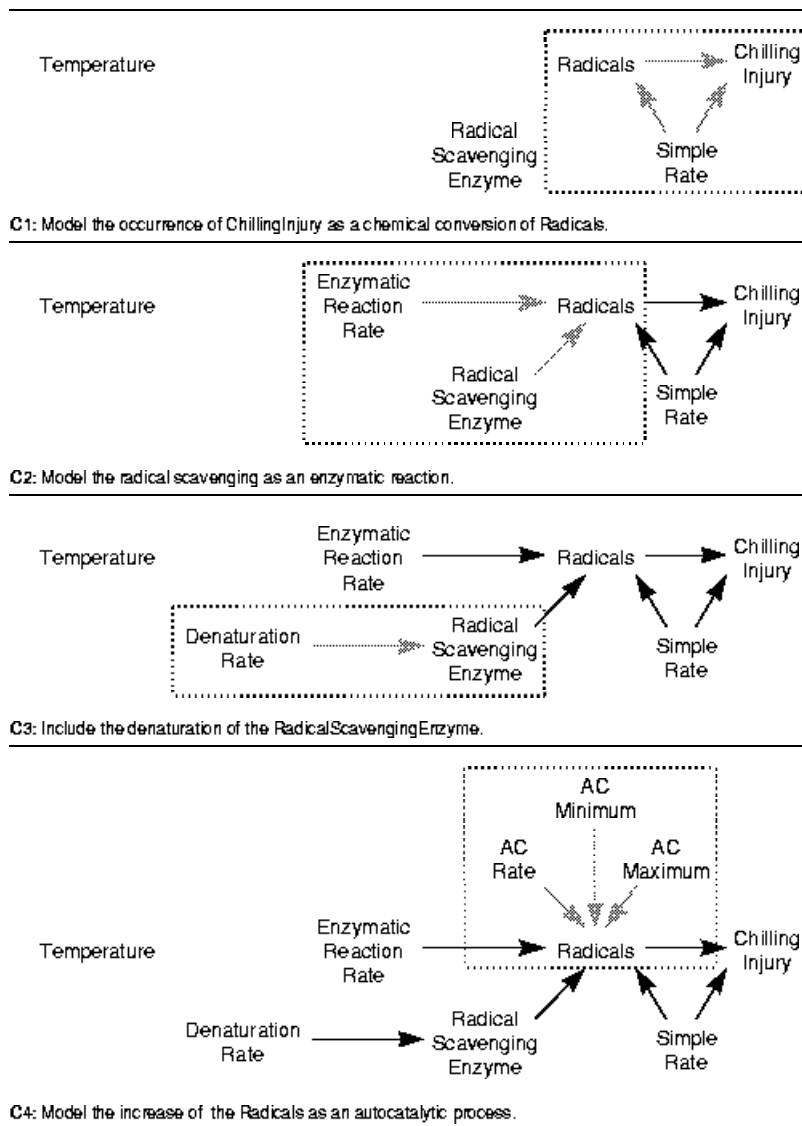 Temperature
Radicals
Chilling
Injury
Radical
Scavenging
Enzyme
Simple
Rate
C1: Model the occurrence of ChillingInjury as a chemical conversion of Radicals.
Temperature
Enzymatic
Reaction
Rate
Radicals
Chilling
Injury
Radical
Scavenging
Enzyme
Simple
Rate
C2: Model the radical scavenging as an enzymatic reaction.
Temperature
Enzymatic
Reaction
Rate
Radicals
Chilling
Injury
Denaturation
Rate
Radical
Scavenging
Enzyme
Simple
Rate
C3: Include the denaturation of the RadicalScavengingEnzyme.
AC
Minimum
AC
Rate
AC
Maximum
Temperature
Enzymatic
Reaction
Rate
Radicals
Chilling
Injury
Denaturation
Rate
Radical
Scavenging
Enzyme
Simple
Rate
C4: Model the increase of the Radicals as an autocatalytic process.